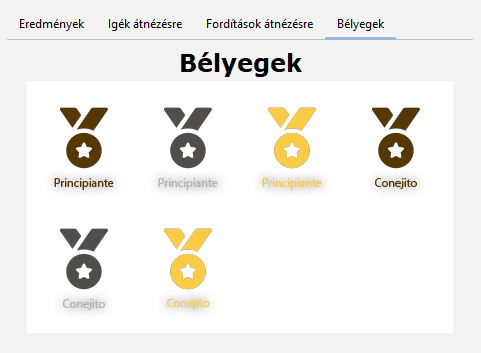 Eredmények Igék átnézésre Fordítások átnézésre Bélyegek
Bélyegek
Principiante Principiante Principiante Conejito
Conejito Conejito